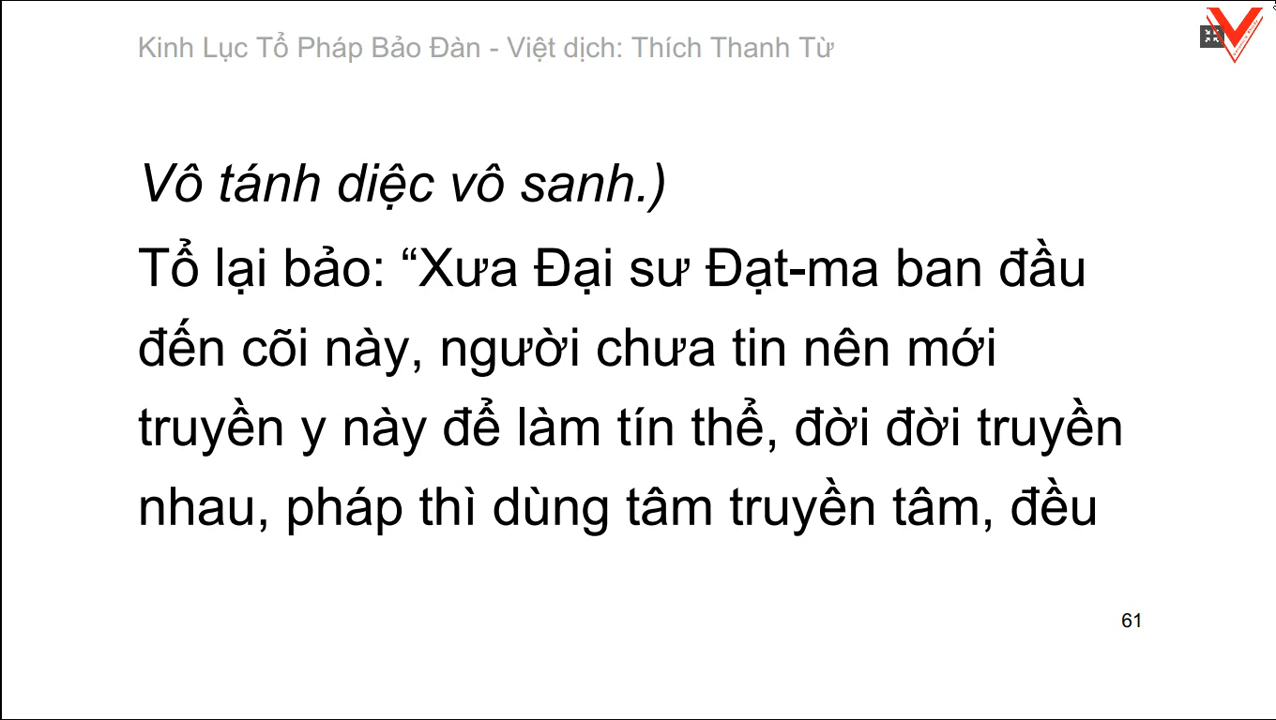 Kinh Lục Tổ Pháp Bảo Đàn - Việt dịch: Thích Thanh Từ
Vô tánh diệc vô sanh.)
Tổ lại bảo: “Xưa Đại sư Đạt-ma ban đầu
đến cõi này, người chưa tin nên mới
truyền y này để làm tín thể, đời đời truyền
nhau, pháp thì dùng tâm truyền tâm, đều
61